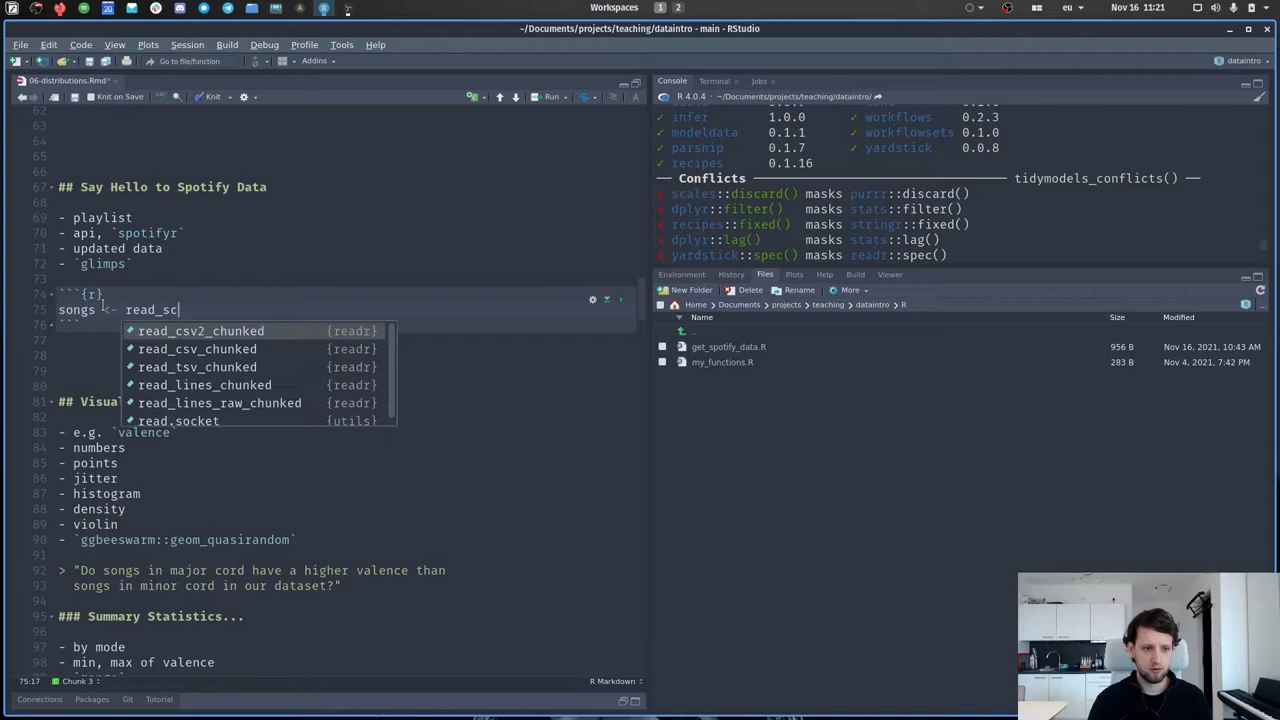 Workspaces 1 2
eu Nov 16 11:21
~/Documents/projects/teaching/dataintro - main - RStudio
File Edit Code View Plots Session Build Debug Profile Tools Help
Go to file/function
Addins
dataintro
06-distributions.Rmd*
Knit on Save
Knit
Run
62
63
64
65
66
67 ## Say Hello to Spotify Data
68
69 - playlist
70 - api, `spotifyr`
71 - updated data
72 - `glimps`
73
74 ```{r}
75 songs <- read_sc
76 ```
77
78
79
80
read_csv2_chunked {readr}
read_csv_chunked {readr}
read_tsv_chunked {readr}
read_lines_chunked {readr}
read_lines_raw_chunked {readr}
read.socket {utils}
81 ## Visua
82
83 - e.g. `valence`
84 - numbers
85 - points
86 - jitter
87 - histogram
88 - density
89 - violin
90 - `ggbeeswarm::geom_quasirandom`
91
92 > "Do songs in major cord have a higher valence than
93 songs in minor cord in our dataset?"
94
95 ### Summary Statistics...
96
97 - by mode
98 - min, max of valence
75:17 Chunk 3
R Markdown
Connections Packages Git Tutorial
Console Terminal Jobs
R 4.0.4 · ~/Documents/projects/teaching/dataintro/
✓ infer 1.0.0 ✓ workflows 0.2.3
✓ modeldata 0.1.1 ✓ workflowsets 0.1.0
✓ parsnip 0.1.7 ✓ yardstick 0.0.8
✓ recipes 0.1.16
── Conflicts ── tidymodels_conflicts() ──
x scales::discard() masks purrr::discard()
x dplyr::filter() masks stats::filter()
x recipes::fixed() masks stringr::fixed()
x dplyr::lag() masks stats::lag()
x yardstick::spec() masks readr::spec()
Environment History Files Plots Help Build Viewer
New Folder Delete Rename More
Home Documents projects teaching dataintro R
Name Size Modified
..
get_spotify_data.R 956 B Nov 16, 2021, 10:43 AM
my_functions.R 283 B Nov 4, 2021, 7:42 PM